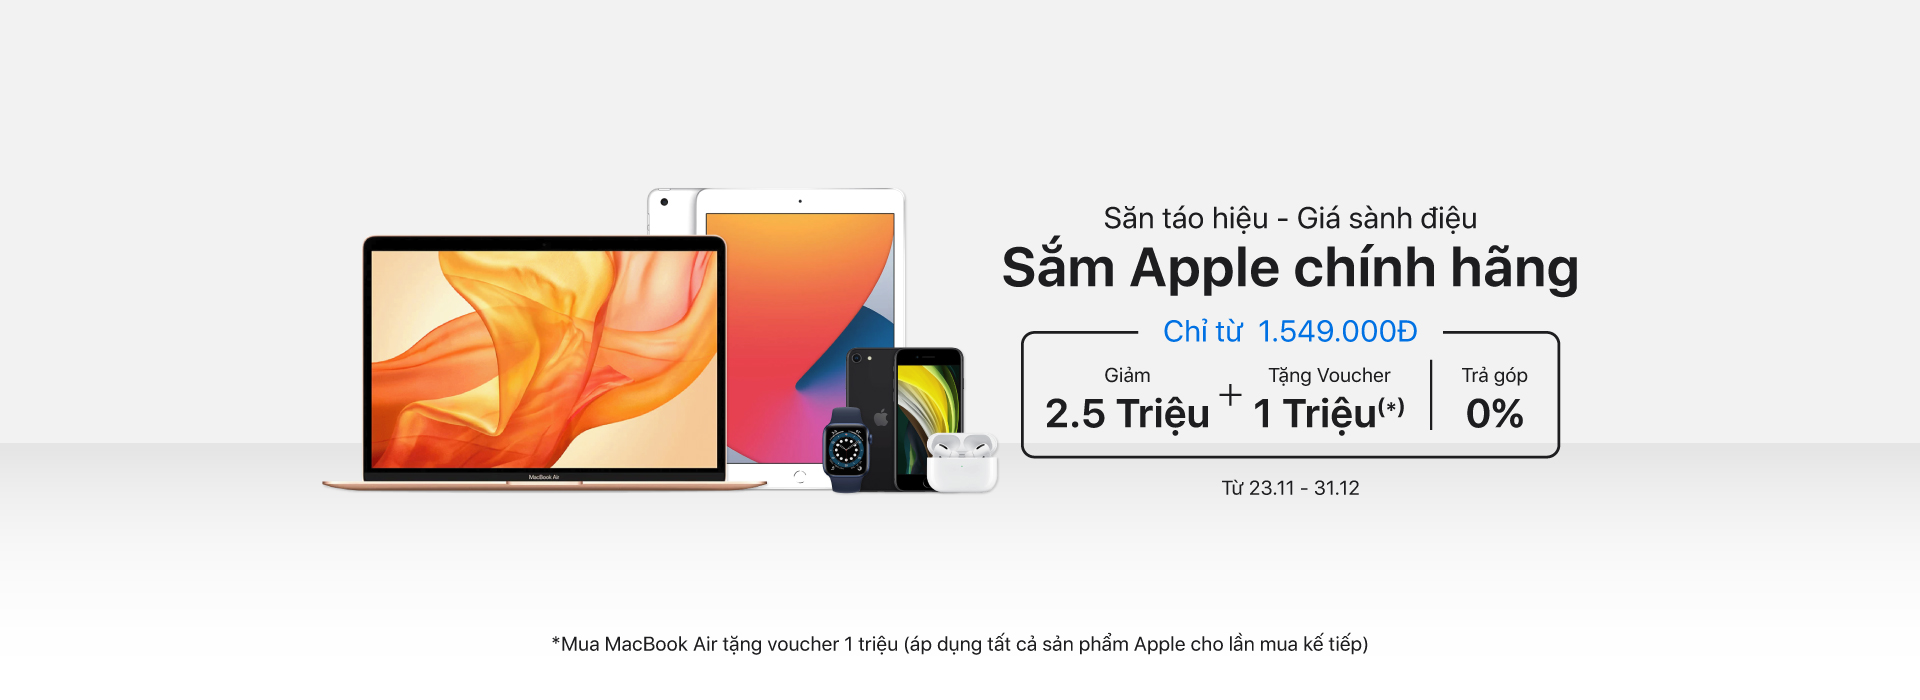 Săn táo hiệu - Giá sành điệu
Sắm Apple chính hãng
Chỉ từ 1.549.000Đ
Giảm
2.5 Triệu
+
Tặng Voucher
1 Triệu(*)
Trả góp
0%
Từ 23.11 - 31.12
MacBook Air
*Mua MacBook Air tặng voucher 1 triệu (áp dụng tất cả sản phẩm Apple cho lần mua kế tiếp)